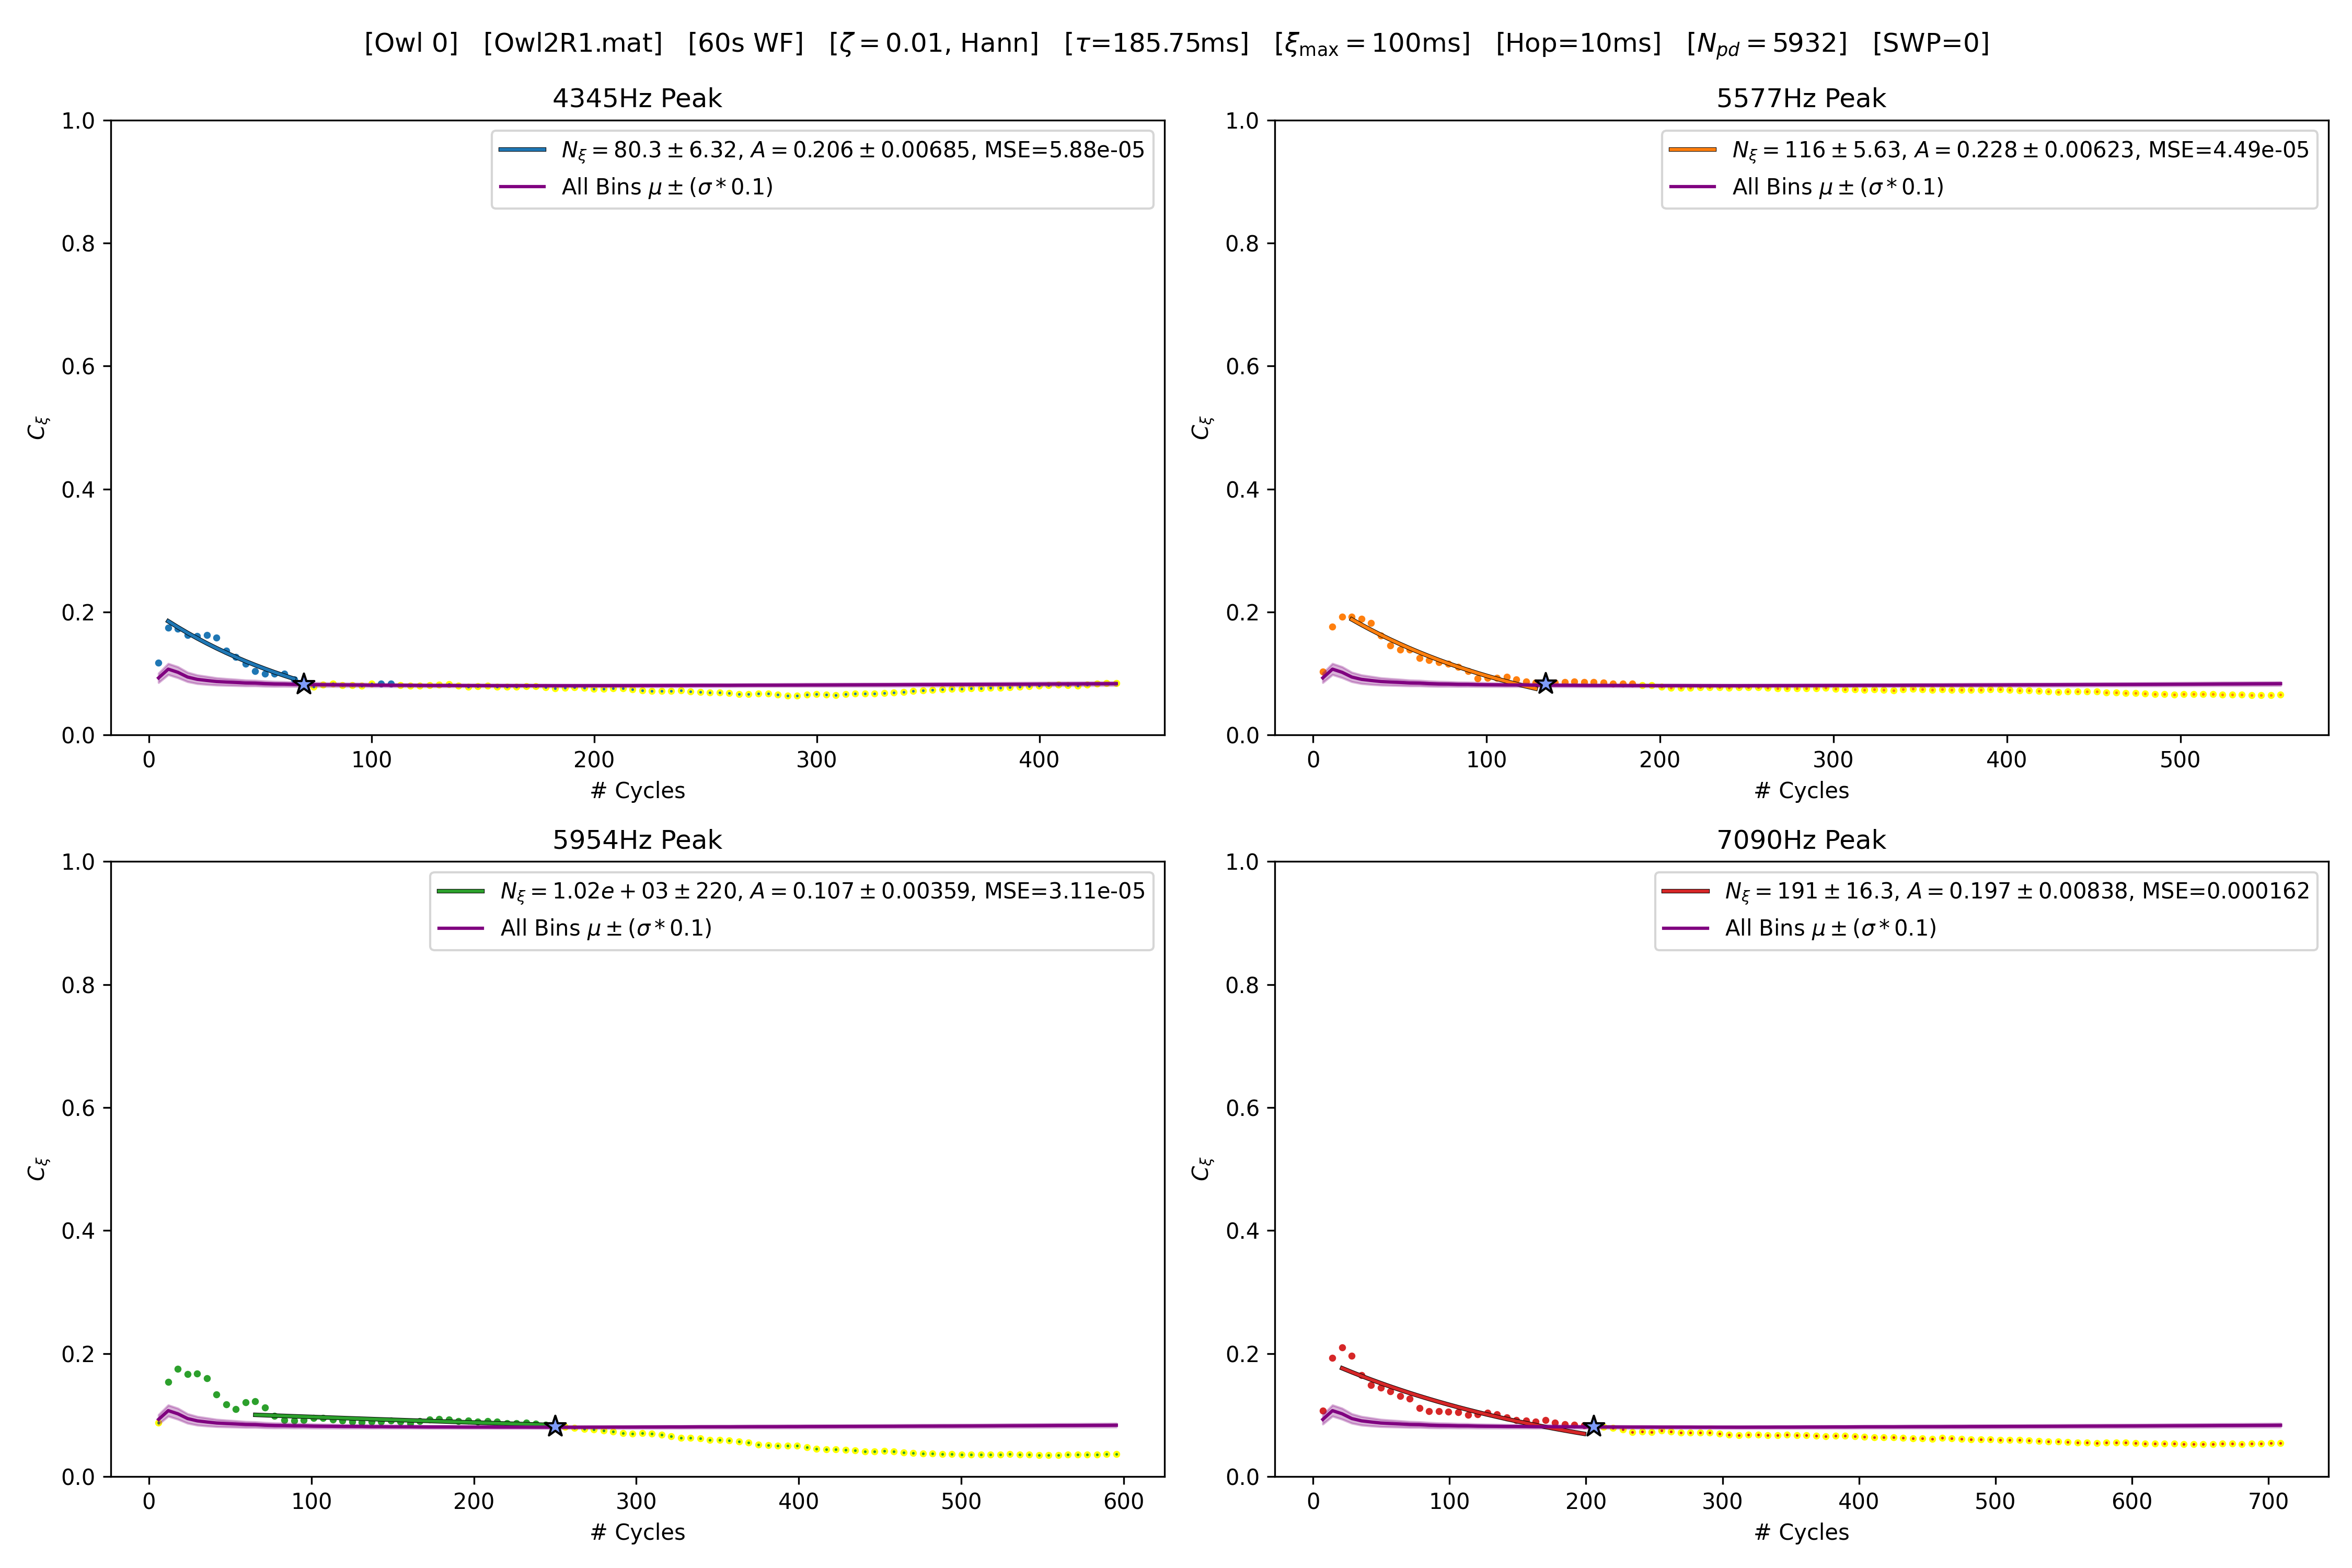 [Owl 0] [Owl2R1.mat] [60s WF] [ζ = 0.01, Hann] [τ=185.75ms] [ξmax = 100ms] [Hop=10ms] [Npd = 5932] [SWP=0]
4345Hz Peak
Nξ = 80.3 ± 6.32, A = 0.206 ± 0.00685, MSE=5.88e-05
All Bins μ ± (σ * 0.1)
1.0
0.8
0.6
0.4
0.2
0.0
Cξ
0 100 200 300 400
# Cycles
5577Hz Peak
Nξ = 116 ± 5.63, A = 0.228 ± 0.00623, MSE=4.49e-05
All Bins μ ± (σ * 0.1)
1.0
0.8
0.6
0.4
0.2
0.0
Cξ
0 100 200 300 400 500
# Cycles
5954Hz Peak
Nξ = 1.02e + 03 ± 220, A = 0.107 ± 0.00359, MSE=3.11e-05
All Bins μ ± (σ * 0.1)
1.0
0.8
0.6
0.4
0.2
0.0
Cξ
0 100 200 300 400 500 600
# Cycles
7090Hz Peak
Nξ = 191 ± 16.3, A = 0.197 ± 0.00838, MSE=0.000162
All Bins μ ± (σ * 0.1)
1.0
0.8
0.6
0.4
0.2
0.0
Cξ
0 100 200 300 400 500 600 700
# Cycles